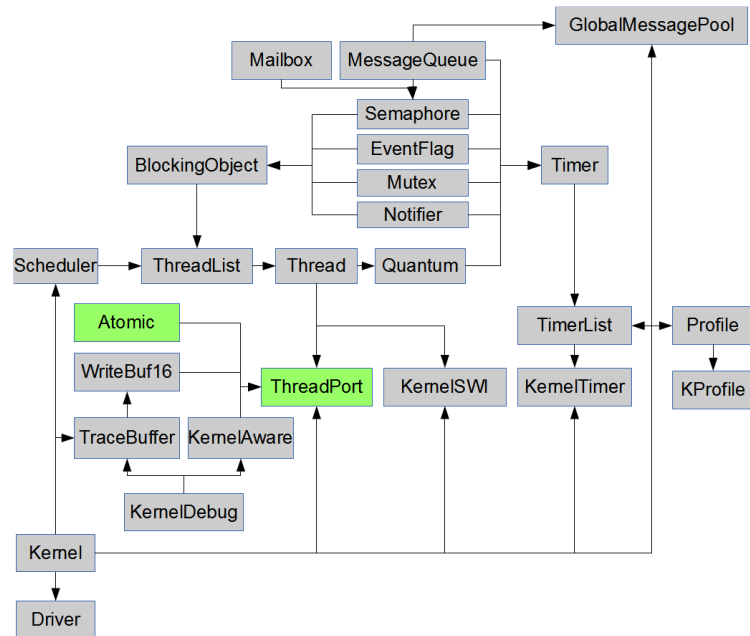 GlobalMessagePool
Mailbox
MessageQueue
Semaphore
EventFlag
BlockingObject
Timer
Mutex
Notifier
Scheduler
ThreadList
Thread
Quantum
Atomic
TimerList
Profile
WriteBuf16
ThreadPort
KernelSWI
KernelTimer
KProfile
TraceBuffer
KernelAware
KernelDebug
Kernel
Driver